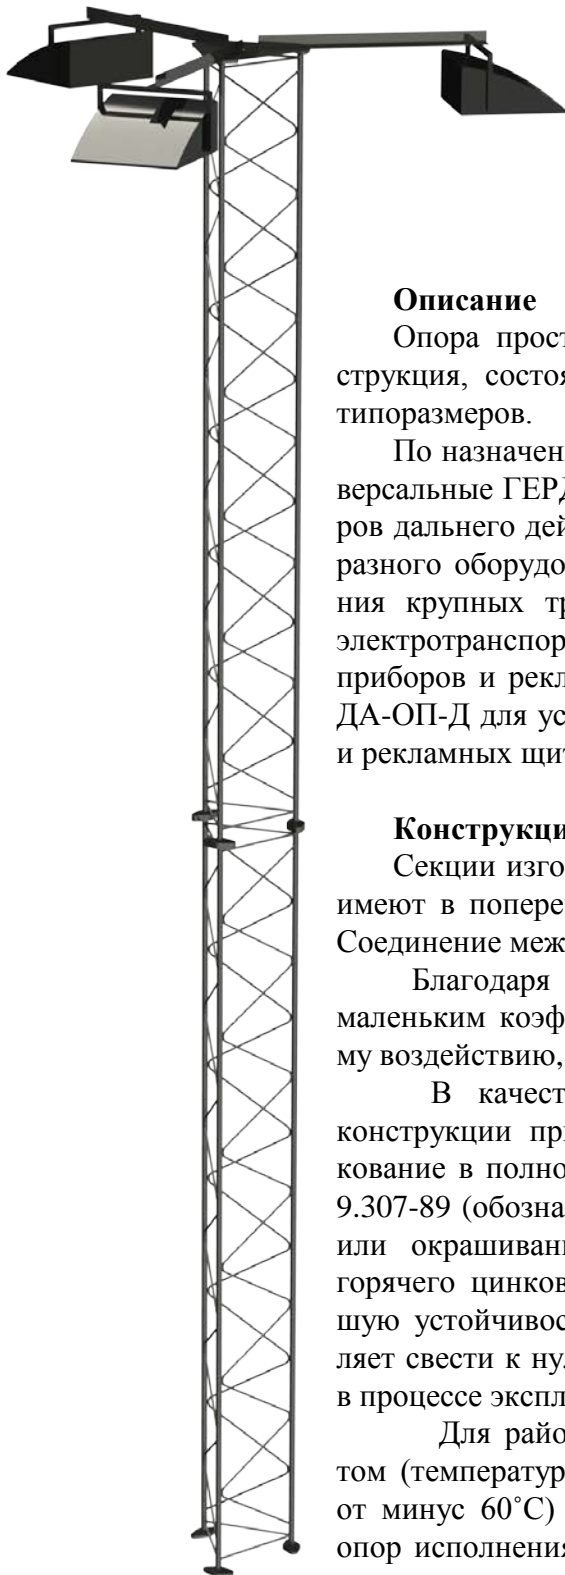 Описание
Опора прост
струкция, состоя
типоразмеров.
По назначен
версальные ГЕРД
ров дальнего дей
разного оборудо
ния крупных тр
электротранспор
приборов и рекл
ДА-ОП-Д для ус
и рекламных щит
Конструкци
Секции изго
имеют в попереч
Соединение меж
Благодаря
маленьким коэф
му воздействию,
В качест
конструкции при
кование в полно
9.307-89 (обозна
или окрашивани
горячего цинков
шую устойчивос
ляет свести к ну
в процессе экспл
Для райо
том (температур
от минус 60˚С)
опор исполнения